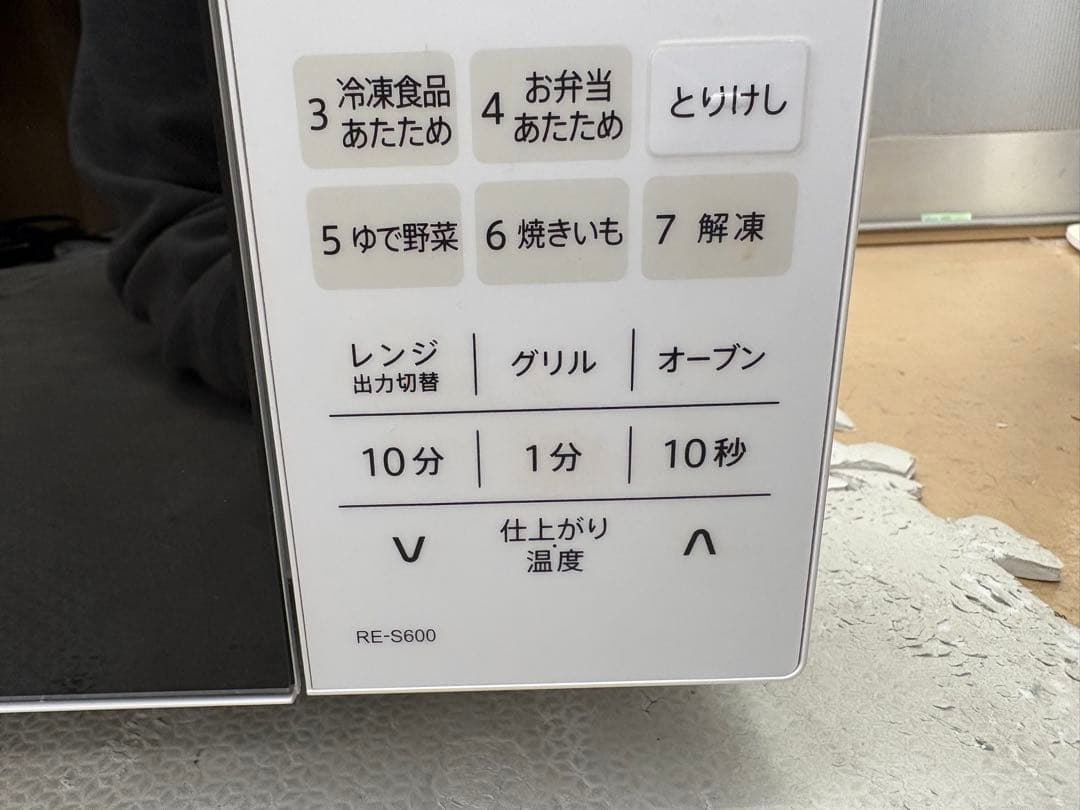 3 冷凍食品
あたため
4 お弁当
あたため
とりけし
5 ゆで野菜
6 焼きいも
7 解凍
レンジ
出力切替
グリル
オーブン
10分
1分
10秒
∨
仕上がり
・
温度
∧
RE-S600